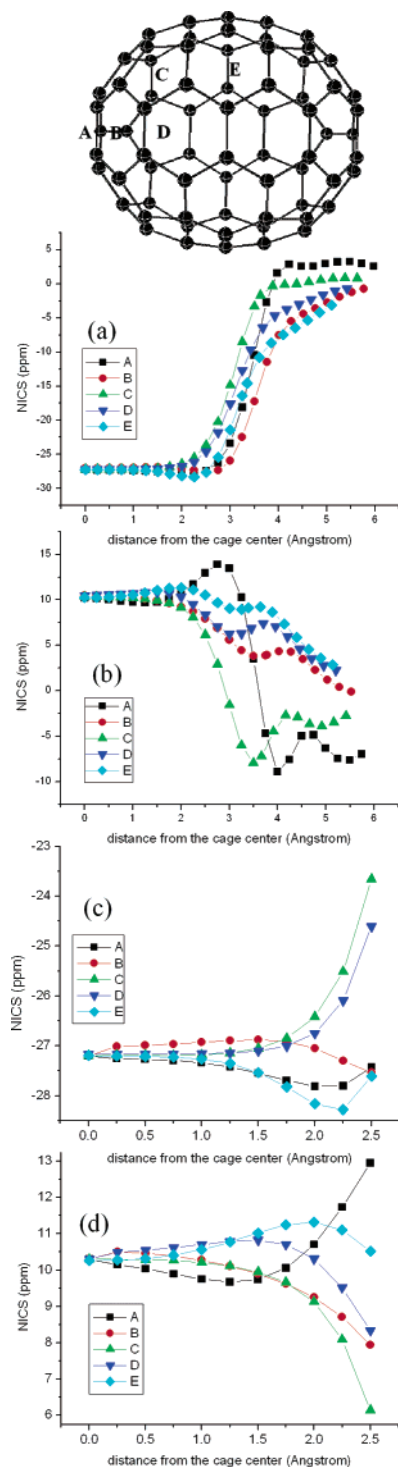 C
E
A
B
D
5
0
-5
-10
-15
-20
-25
-30
NICS (ppm)
A
B
C
D
E
(a)
0 1 2 3 4 5 6
distance from the cage center (Angstrom)
15
10
5
0
-5
-10
NICS (ppm)
A
B
C
D
E
(b)
0 1 2 3 4 5 6
distance from the cage center (Angstrom)
-23
-24
-25
-26
-27
-28
NICS (ppm)
(c)
A
B
C
D
E
0.0 0.5 1.0 1.5 2.0 2.5
distance from the cage center (Angstrom)
13
12
11
10
9
8
7
6
NICS (ppm)
(d)
A
B
C
D
E
0.0 0.5 1.0 1.5 2.0 2.5
distance from the cage center (Angstrom)